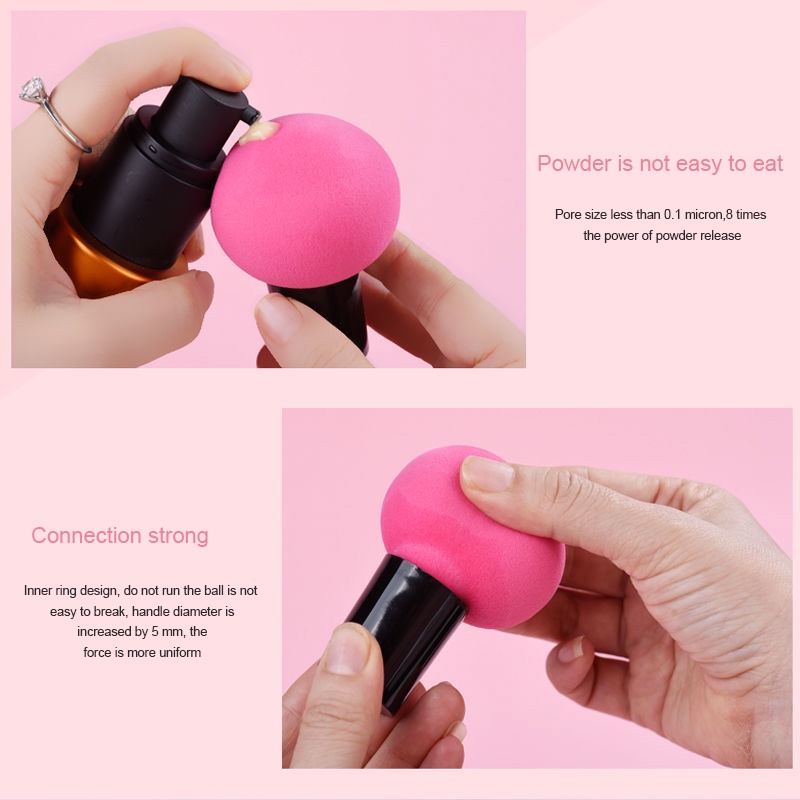 Powder is not easy to eat
Pore size less than 0.1 micron,8 times
the power of powder release
Connection strong
Inner ring design, do not run the ball is not
easy to break, handle diameter is
increased by 5 mm, the
force is more uniform